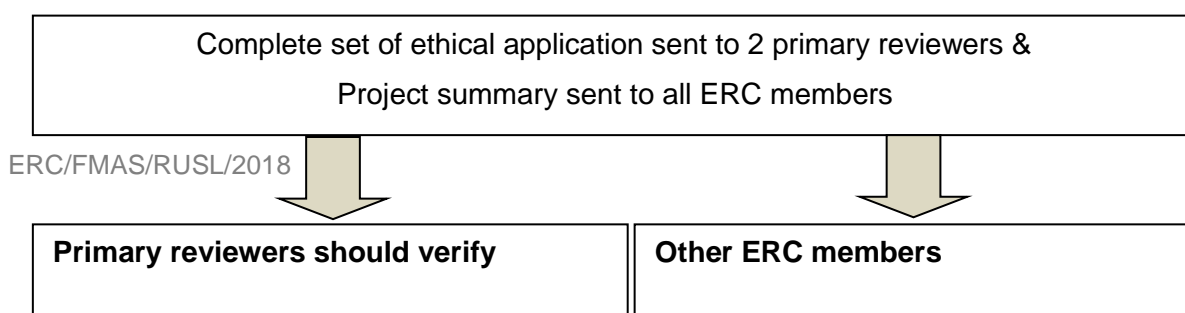 Complete set of ethical application sent to 2 primary reviewers &
Project summary sent to all ERC members
ERC/FMAS/RUSL/2018
Primary reviewers should verify
Other ERC members